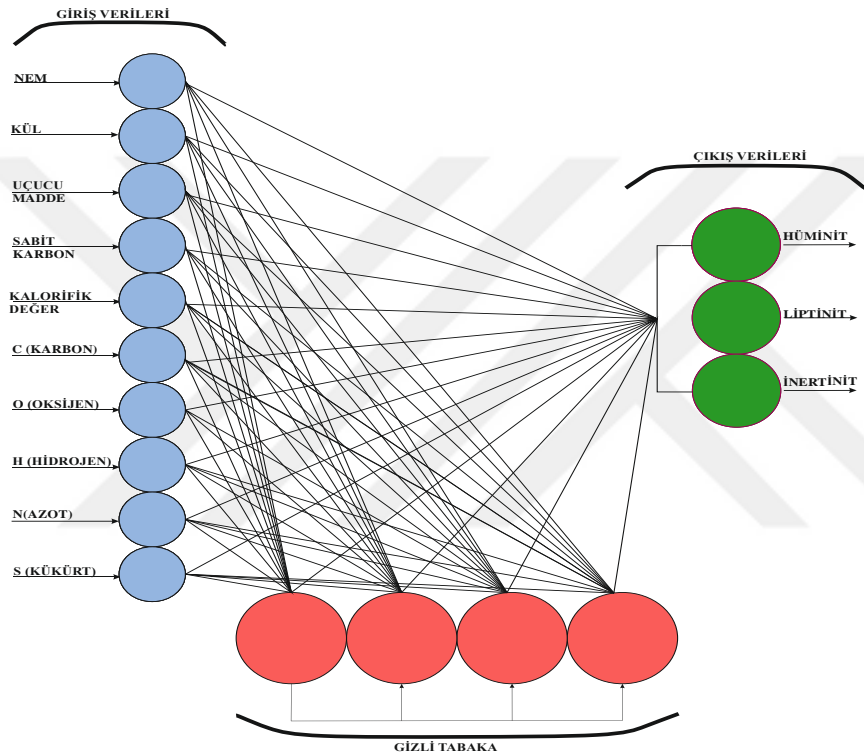 GİRİŞ VERİLERİ
NEM
KÜL
UÇUCU
MADDE
SABİT
KARBON
KALORİFİK
DEĞER
C (KARBON)
O (OKSİJEN)
H (HİDROJEN)
N(AZOT)
S (KÜKÜRT)
ÇIKIŞ VERİLERİ
HÜMİNİT
LİPTİNİT
İNERTİNİT
GİZLİ TABAKA